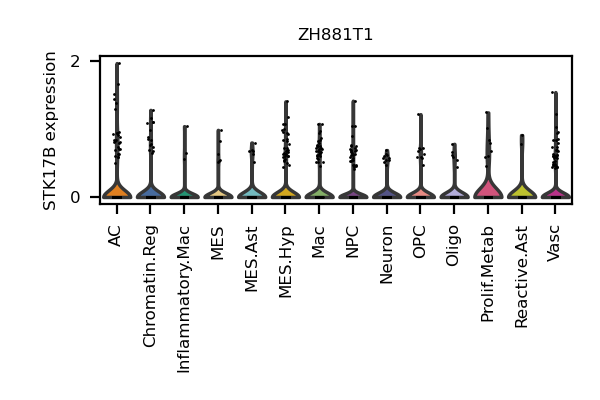 ZH881T1
STK17B expression
2
0
AC
Chromatin.Reg
Inflammatory.Mac
MES
MES.Ast
MES.Hyp
Mac
NPC
Neuron
OPC
Oligo
Prolif.Metab
Reactive.Ast
Vasc